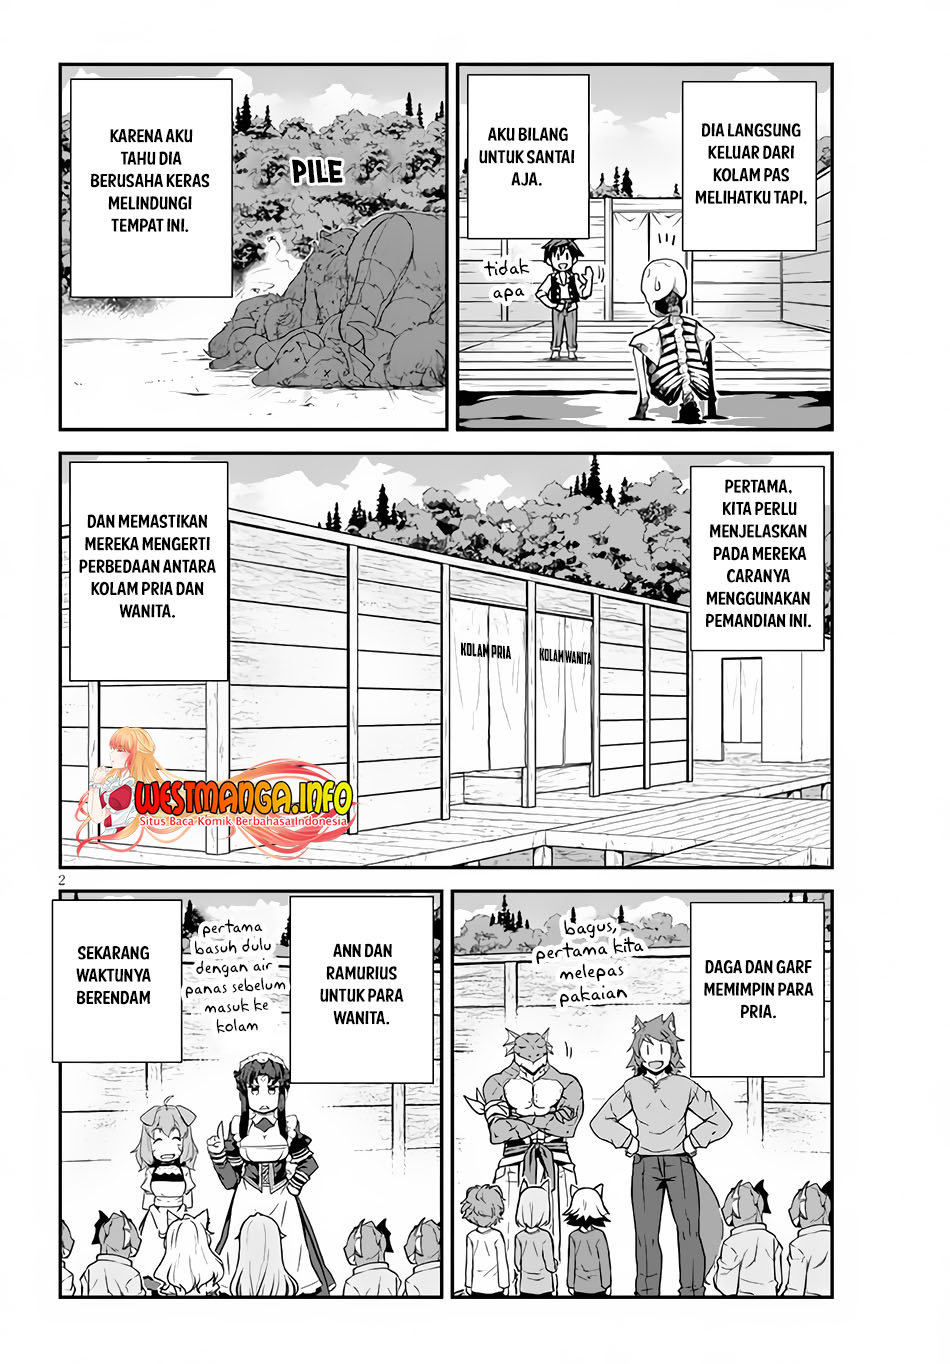 DIA LANGSUNG
KELUAR DARI
KOLAM PAS
MELIHATKU TAPI,
AKU BILANG
UNTUK SANTAI
AJA.
tidak
apa
KARENA AKU
TAHU DIA
BERUSAHA KERAS
MELINDUNGI
TEMPAT INI.
PILE
PERTAMA,
KITA PERLU
MENJELASKAN
PADA MEREKA
CARANYA
MENGGUNAKAN
PEMANDIAN INI.
DAN MEMASTIKAN
MEREKA MENGERTI
PERBEDAAN ANTARA
KOLAM PRIA DAN
WANITA.
KOLAM PRIA
KOLAM WANITA
WESTMANGA.INFO
Situs Baca Komik Berbahasa Indonesia
2
DAGA DAN GARF
MEMIMPIN PARA
PRIA.
bagus,
pertama kita
melepas
pakaian
ANN DAN
RAMURIUS
UNTUK PARA
WANITA.
pertama
basuh dulu
dengan air
panas sebelum
masuk ke
kolam
SEKARANG
WAKTUNYA
BERENDAM